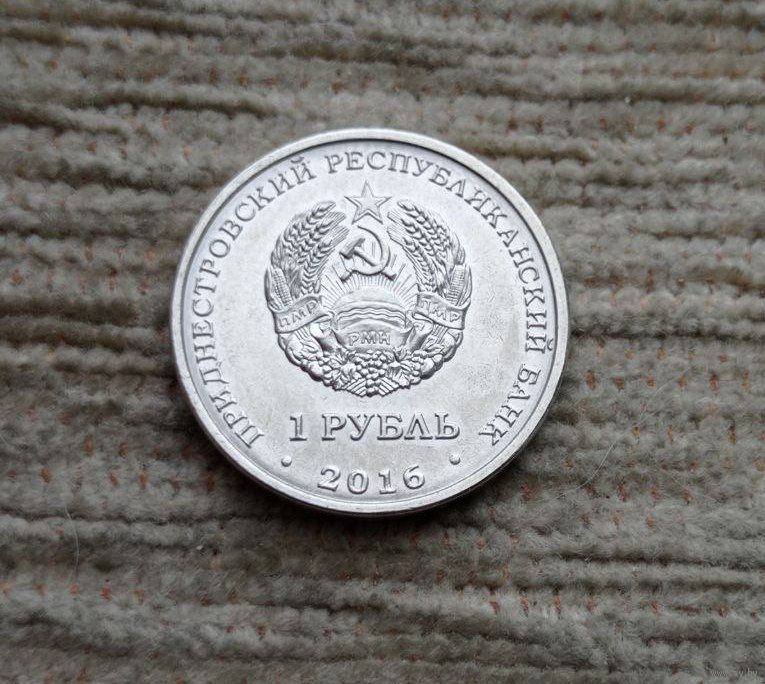 ПРИДНЕСТРОВСКИЙ РЕСПУБЛИКАНСКИЙ БАНК
ПМР
РМН
ПМР
1 РУБЛЬ
• 2016 •